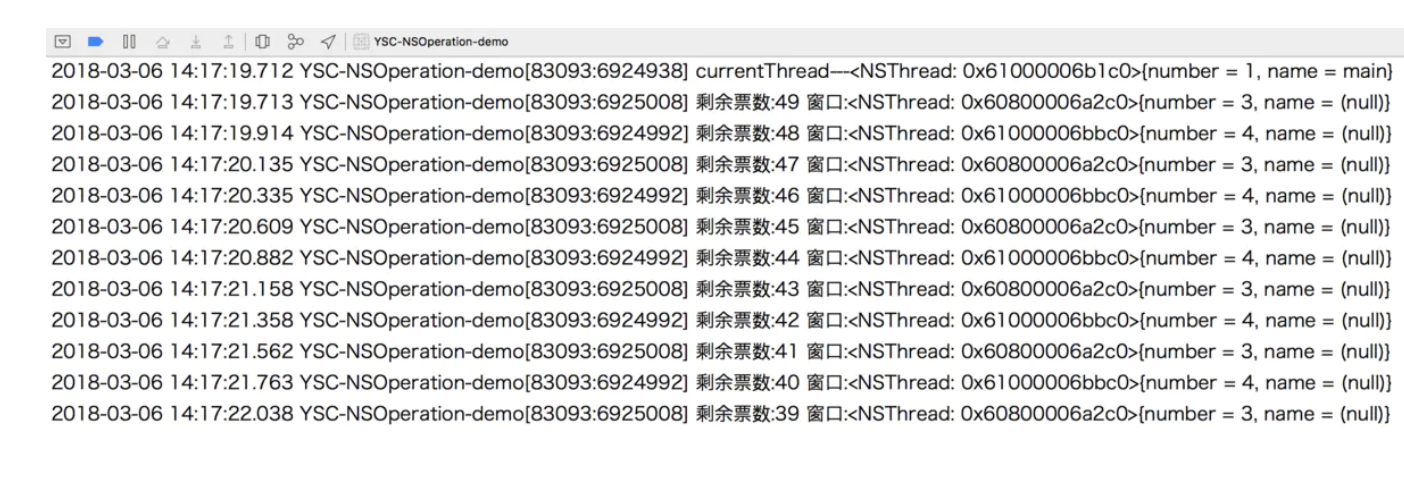 YSC-NSOperation-demo
2018-03-06 14:17:19.712 YSC-NSOperation-demo[83093:6924938] currentThread---<NSThread: 0x61000006b1c0>{number = 1, name = main}
2018-03-06 14:17:19.713 YSC-NSOperation-demo[83093:6925008] 剩余票数:49 窗口:<NSThread: 0x60800006a2c0>{number = 3, name = (null)}
2018-03-06 14:17:19.914 YSC-NSOperation-demo[83093:6924992] 剩余票数:48 窗口:<NSThread: 0x61000006bbc0>{number = 4, name = (null)}
2018-03-06 14:17:20.135 YSC-NSOperation-demo[83093:6925008] 剩余票数:47 窗口:<NSThread: 0x60800006a2c0>{number = 3, name = (null)}
2018-03-06 14:17:20.335 YSC-NSOperation-demo[83093:6924992] 剩余票数:46 窗口:<NSThread: 0x61000006bbc0>{number = 4, name = (null)}
2018-03-06 14:17:20.609 YSC-NSOperation-demo[83093:6925008] 剩余票数:45 窗口:<NSThread: 0x60800006a2c0>{number = 3, name = (null)}
2018-03-06 14:17:20.882 YSC-NSOperation-demo[83093:6924992] 剩余票数:44 窗口:<NSThread: 0x61000006bbc0>{number = 4, name = (null)}
2018-03-06 14:17:21.158 YSC-NSOperation-demo[83093:6925008] 剩余票数:43 窗口:<NSThread: 0x60800006a2c0>{number = 3, name = (null)}
2018-03-06 14:17:21.358 YSC-NSOperation-demo[83093:6924992] 剩余票数:42 窗口:<NSThread: 0x61000006bbc0>{number = 4, name = (null)}
2018-03-06 14:17:21.562 YSC-NSOperation-demo[83093:6925008] 剩余票数:41 窗口:<NSThread: 0x60800006a2c0>{number = 3, name = (null)}
2018-03-06 14:17:21.763 YSC-NSOperation-demo[83093:6924992] 剩余票数:40 窗口:<NSThread: 0x61000006bbc0>{number = 4, name = (null)}
2018-03-06 14:17:22.038 YSC-NSOperation-demo[83093:6925008] 剩余票数:39 窗口:<NSThread: 0x60800006a2c0>{number = 3, name = (null)}